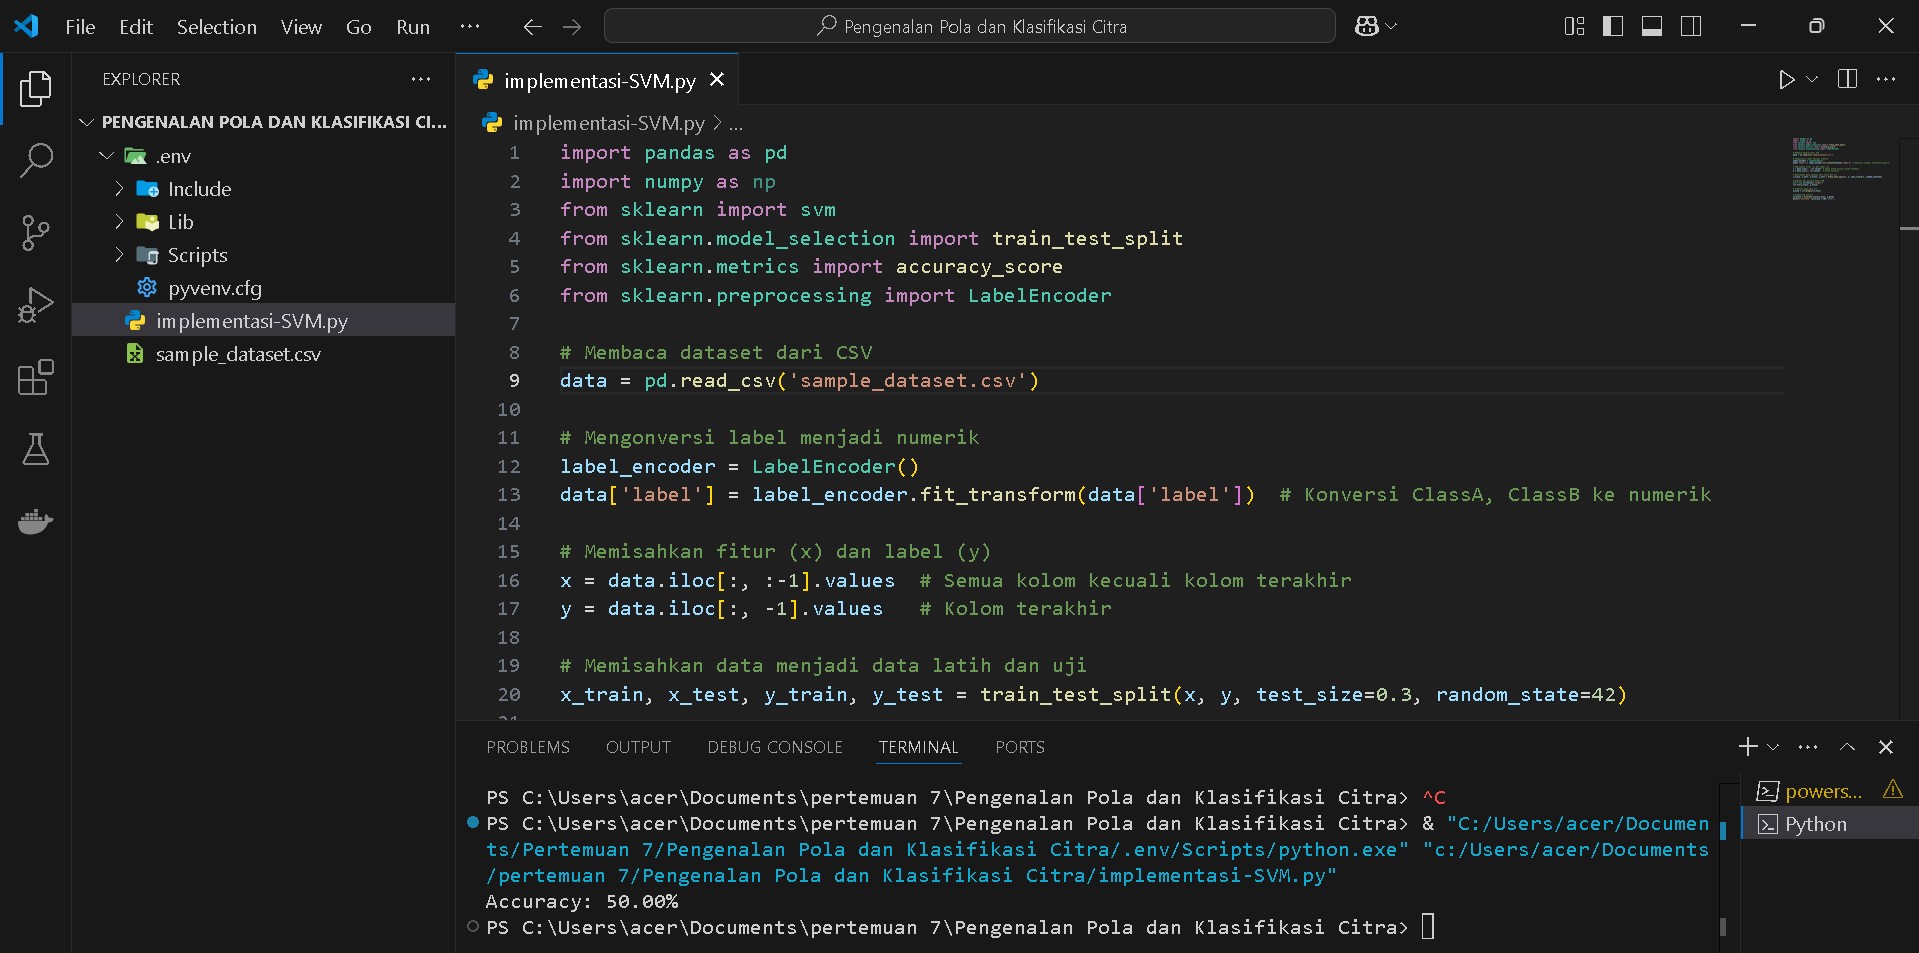 File Edit Selection View Go Run ···
Pengenalan Pola dan Klasifikasi Citra
EXPLORER
PENGENALAN POLA DAN KLASIFIKASI CI...
.env
Include
Lib
Scripts
pyvenv.cfg
implementasi-SVM.py
sample_dataset.csv
implementasi-SVM.py
implementasi-SVM.py > ...
1 import pandas as pd
2 import numpy as np
3 from sklearn import svm
4 from sklearn.model_selection import train_test_split
5 from sklearn.metrics import accuracy_score
6 from sklearn.preprocessing import LabelEncoder
7
8 # Membaca dataset dari CSV
9 data = pd.read_csv('sample_dataset.csv')
10
11 # Mengonversi label menjadi numerik
12 label_encoder = LabelEncoder()
13 data['label'] = label_encoder.fit_transform(data['label'])  # Konversi ClassA, ClassB ke numerik
14
15 # Memisahkan fitur (x) dan label (y)
16 x = data.iloc[:, :-1].values  # Semua kolom kecuali kolom terakhir
17 y = data.iloc[:, -1].values   # Kolom terakhir
18
19 # Memisahkan data menjadi data latih dan uji
20 x_train, x_test, y_train, y_test = train_test_split(x, y, test_size=0.3, random_state=42)
PROBLEMS OUTPUT DEBUG CONSOLE TERMINAL PORTS
PS C:\Users\acer\Documents\pertemuan 7\Pengenalan Pola dan Klasifikasi Citra> ^C
PS C:\Users\acer\Documents\pertemuan 7\Pengenalan Pola dan Klasifikasi Citra> & "C:/Users/acer/Documen
ts/Pertemuan 7/Pengenalan Pola dan Klasifikasi Citra/.env/Scripts/python.exe" "c:/Users/acer/Documents
/pertemuan 7/Pengenalan Pola dan Klasifikasi Citra/implementasi-SVM.py"
Accuracy: 50.00%
PS C:\Users\acer\Documents\pertemuan 7\Pengenalan Pola dan Klasifikasi Citra>
powers...
Python